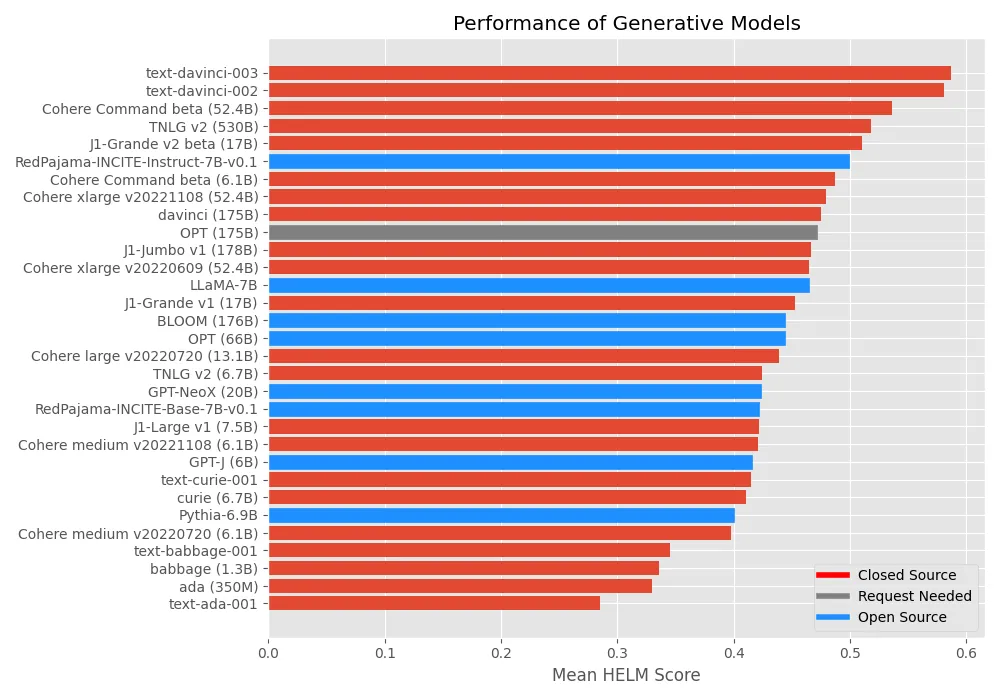 Performance of Generative Models
text-davinci-003
text-davinci-002
Cohere Command beta (52.4B)
TNLG v2 (530B)
J1-Grande v2 beta (17B)
RedPajama-INCITE-Instruct-7B-v0.1
Cohere Command beta (6.1B)
Cohere xlarge v20221108 (52.4B)
davinci (175B)
OPT (175B)
J1-Jumbo v1 (178B)
Cohere xlarge v20220609 (52.4B)
LLaMA-7B
J1-Grande v1 (17B)
BLOOM (176B)
OPT (66B)
Cohere large v20220720 (13.1B)
TNLG v2 (6.7B)
GPT-NeoX (20B)
RedPajama-INCITE-Base-7B-v0.1
J1-Large v1 (7.5B)
Cohere medium v20221108 (6.1B)
GPT-J (6B)
text-curie-001
curie (6.7B)
Pythia-6.9B
Cohere medium v20220720 (6.1B)
text-babbage-001
babbage (1.3B)
ada (350M)
text-ada-001
Closed Source
Request Needed
Open Source
0.0 0.1 0.2 0.3 0.4 0.5 0.6
Mean HELM Score